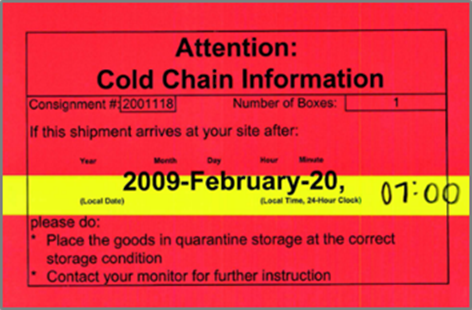 Attention:
Cold Chain Information
Consignment #: 2001118 Number of Boxes: 1
If this shipment arrives at your site after:
Year Month Day Hour Minute
2009-February-20, 07:00
(Local Date) (Local Time, 24-Hour Clock)
please do:
* Place the goods in quarantine storage at the correct
storage condition
* Contact your monitor for further instruction